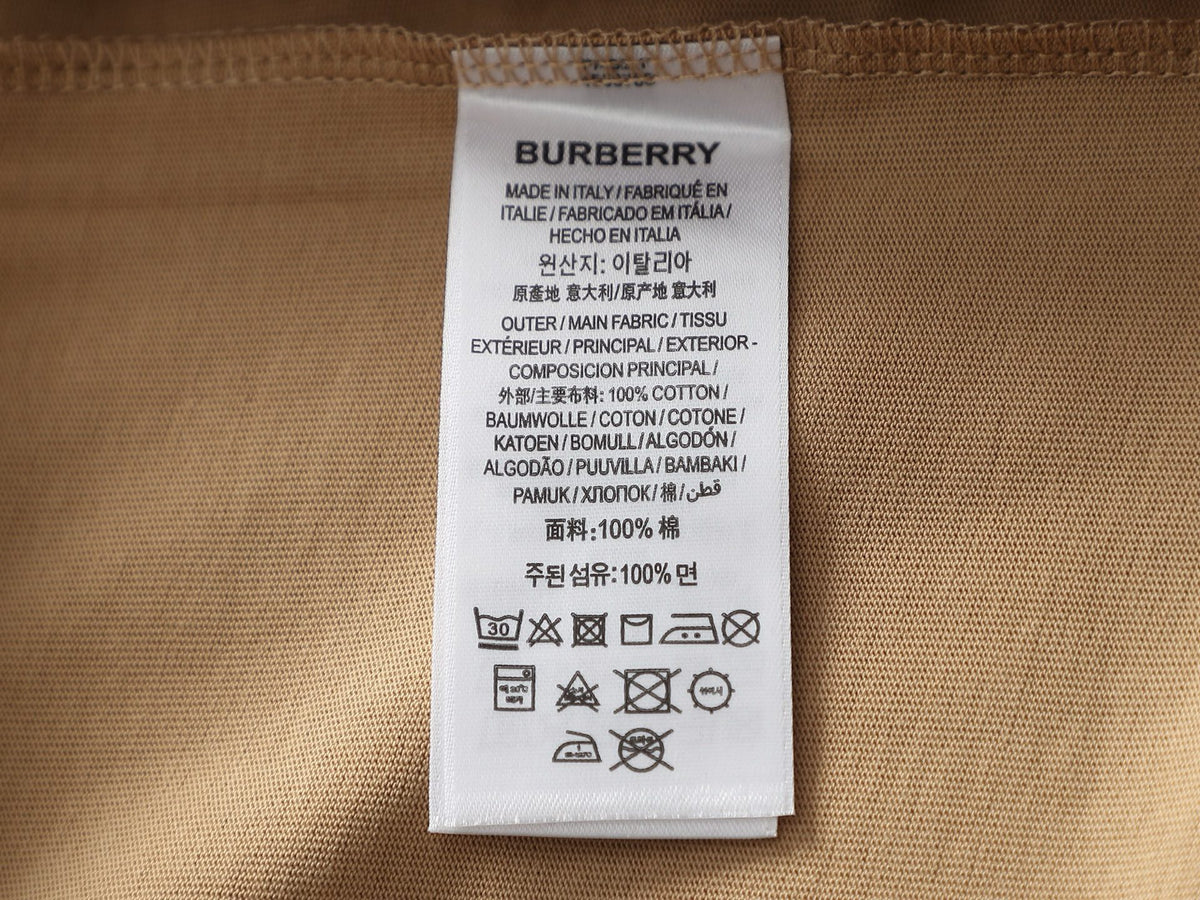 BURBERRY
MADE IN ITALY / FABRIQUÉ EN
ITALIE / FABRICADO EM ITÁLIA /
HECHO EN ITALIA
원산지: 이탈리아
原產地 意大利/原产地 意大利
OUTER / MAIN FABRIC / TISSU
EXTÉRIEUR / PRINCIPAL / EXTERIOR -
COMPOSICION PRINCIPAL /
外部/主要布料: 100% COTTON /
BAUMWOLLE / COTON / COTONE /
KATOEN / BOMULL / ALGODÓN /
ALGODÃO / PUUVILLA / BAMBAKI /
PAMUK / ХЛОПОК / 棉 / قطن
面料:100% 棉
주된 섬유:100% 면
30